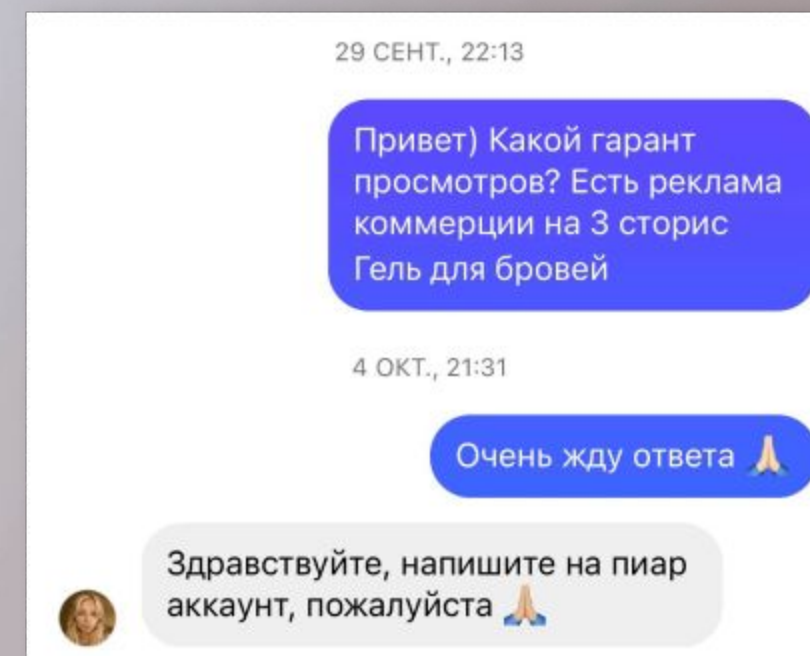 29 СЕНТ., 22:13
Привет) Какой гарант
просмотров? Есть реклама
коммерции на 3 сторис
Гель для бровей
4 ОКТ., 21:31
Очень жду ответа 🙏🏻
Здравствуйте, напишите на пиар
аккаунт, пожалуйста 🙏🏼